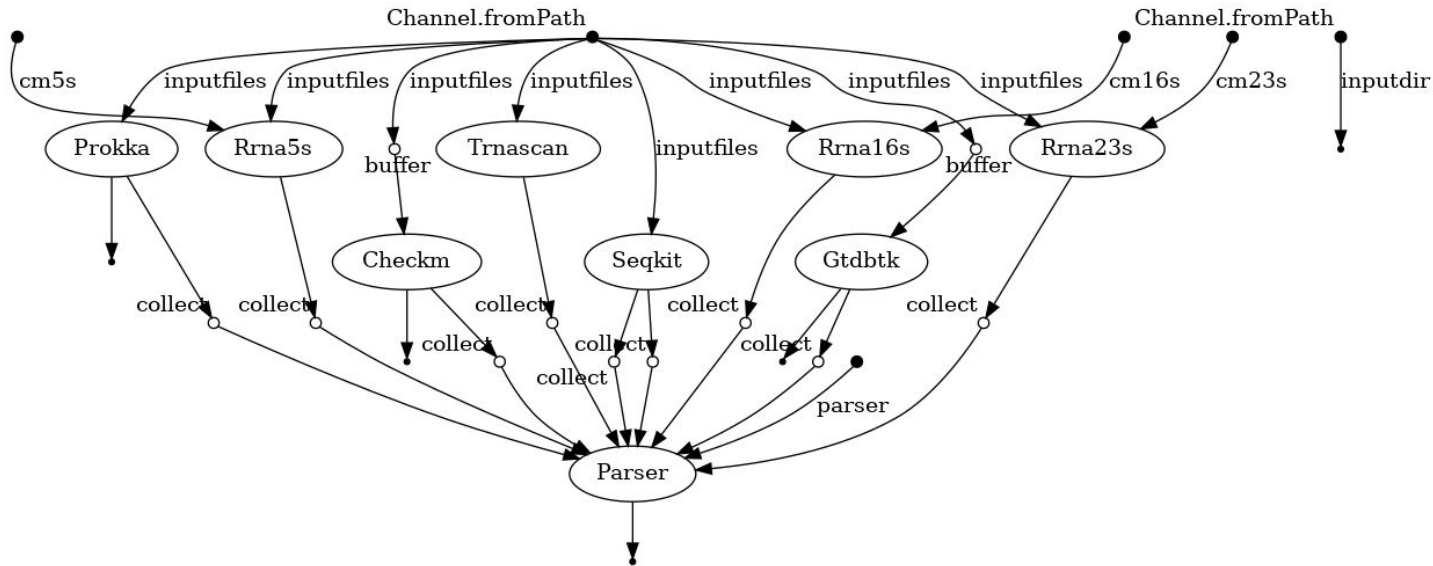 Channel.fromPath
Channel.fromPath
cm5s
inputfiles
inputfiles
inputfiles
inputfiles
inputfiles
inputfiles
inputfiles
cm16s
cm23s
inputdir
Prokka
Rrna5s
buffer
Trnascan
inputfiles
Rrna16s
buffer
Rrna23s
Checkm
Seqkit
Gtdbtk
collect
collect
collect
collect
collect
collect
collect
collect
collect
parser
Parser